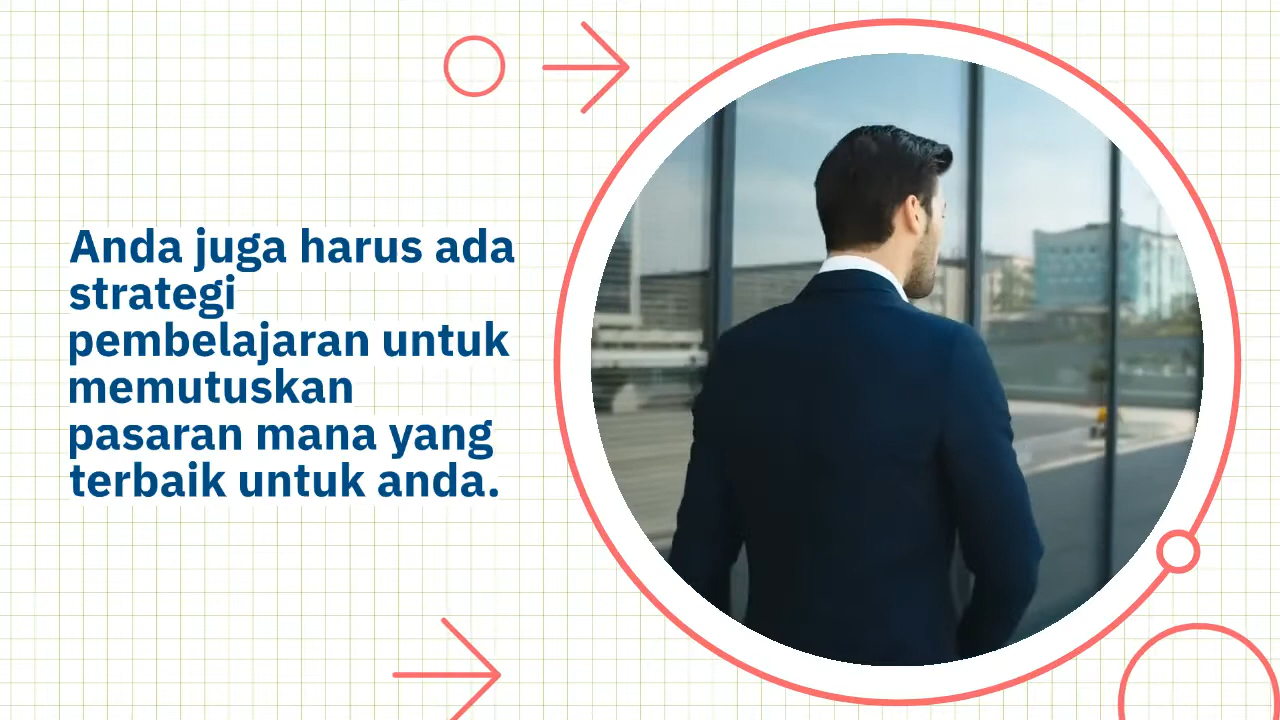 Anda juga harus ada
strategi
pembelajaran untuk
memutuskan
pasaran mana yang
terbaik untuk anda.